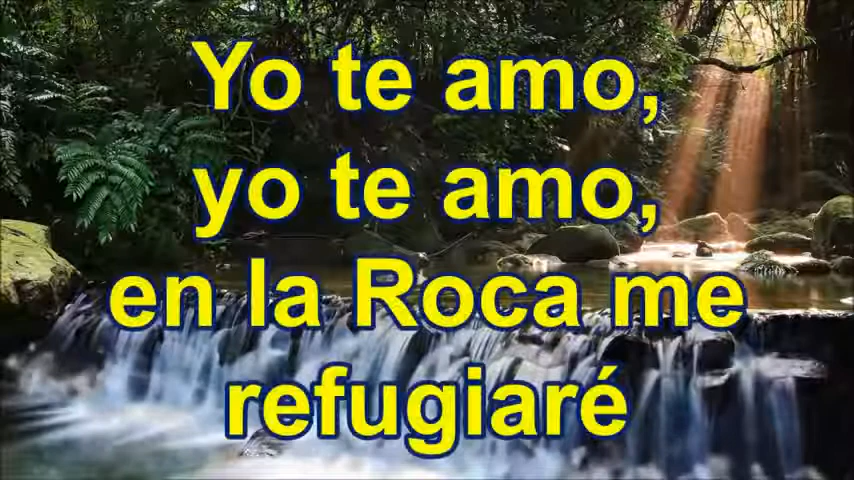 Yo te amo,
yo te amo,
en la Roca me
refugiaré